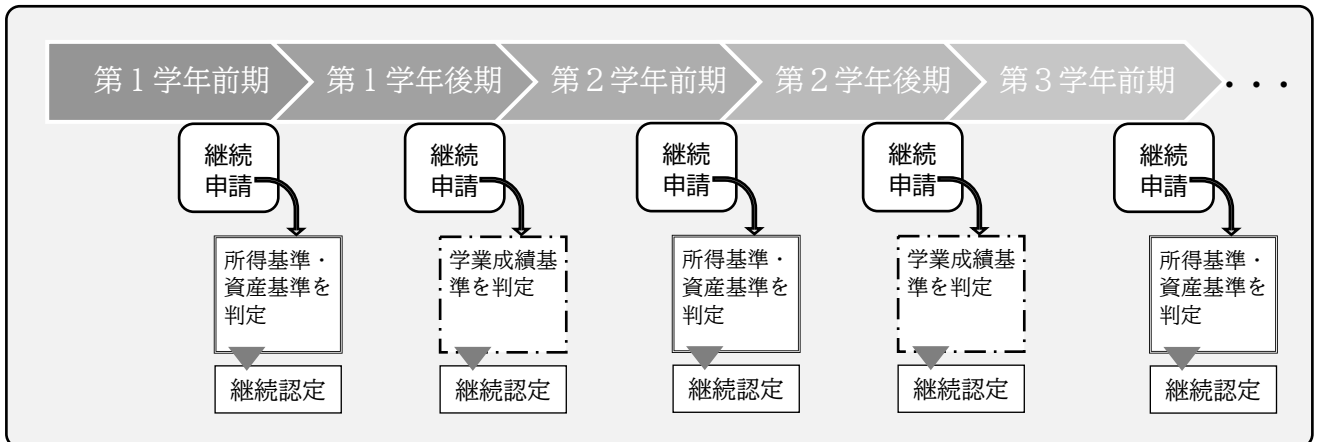 第１学年前期
第１学年後期
第２学年前期
第２学年後期
第３学年前期
・・・
継続
申請
継続
申請
継続
申請
継続
申請
継続
申請
所得基準・
資産基準を
判定
学業成績基
準を判定
所得基準・
資産基準を
判定
学業成績基
準を判定
所得基準・
資産基準を
判定
継続認定
継続認定
継続認定
継続認定
継続認定